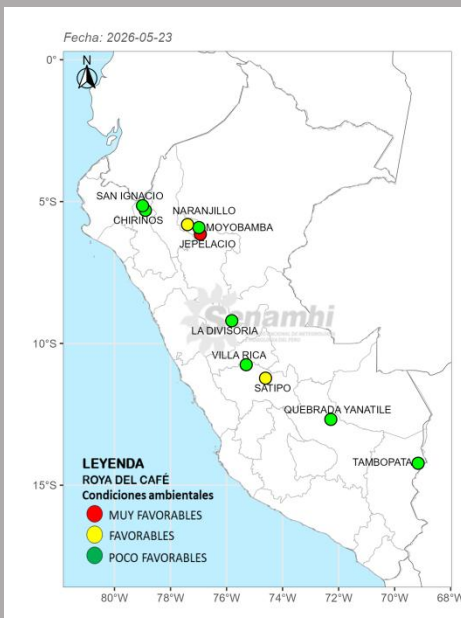 Fecha: 2026-05-23
0°
N
SAN IGNACIO
5°S
NARANJILLO
CHIRINOS
MOYOBAMBA
JEPELACIO
Senamhi
LA DIVISORIA
10°S
VILLA RICA
SATIPO
QUEBRADA YANATILE
TAMBOPATA
LEYENDA
ROYA DEL CAFÉ
15°S
Condiciones ambientales
MUY FAVORABLES
FAVORABLES
POCO FAVORABLES
80°W 78°W 76°W 74°W 72°W 70°W 68°W